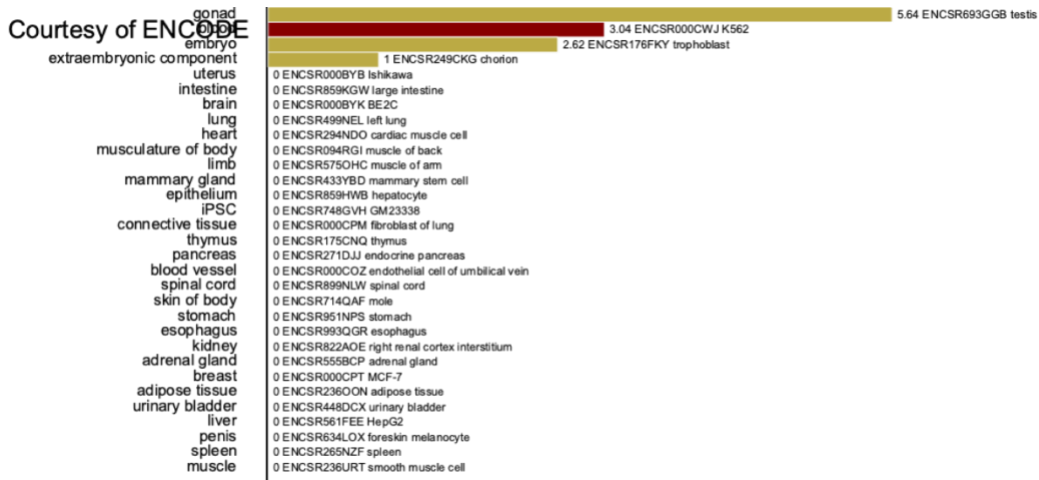 gonad 5.64 ENCSR693GGB testis
Courtesy of ENCODE
blood 3.04 ENCSR000CWJ K562
embryo 2.62 ENCSR176FKY trophoblast
extraembryonic component 1 ENCSR249CKG chorion
uterus 0 ENCSR000BYB Ishikawa
intestine 0 ENCSR859KGW large intestine
brain 0 ENCSR000BYK BE2C
lung 0 ENCSR499NEL left lung
heart 0 ENCSR294NDO cardiac muscle cell
musculature of body 0 ENCSR094RGI muscle of back
limb 0 ENCSR575OHC muscle of arm
mammary gland 0 ENCSR433YBD mammary stem cell
epithelium 0 ENCSR859HWB hepatocyte
iPSC 0 ENCSR748GVH GM23338
connective tissue 0 ENCSR000CPM fibroblast of lung
thymus 0 ENCSR175CNQ thymus
pancreas 0 ENCSR271DJJ endocrine pancreas
blood vessel 0 ENCSR000COZ endothelial cell of umbilical vein
spinal cord 0 ENCSR899NLW spinal cord
skin of body 0 ENCSR714QAF mole
stomach 0 ENCSR951NPS stomach
esophagus 0 ENCSR993QGR esophagus
kidney 0 ENCSR822AOE right renal cortex interstitium
adrenal gland 0 ENCSR555BCP adrenal gland
breast 0 ENCSR000CPT MCF-7
adipose tissue 0 ENCSR236OON adipose tissue
urinary bladder 0 ENCSR448DCX urinary bladder
liver 0 ENCSR561FEE HepG2
penis 0 ENCSR634LOX foreskin melanocyte
spleen 0 ENCSR265NZF spleen
muscle 0 ENCSR236URT smooth muscle cell